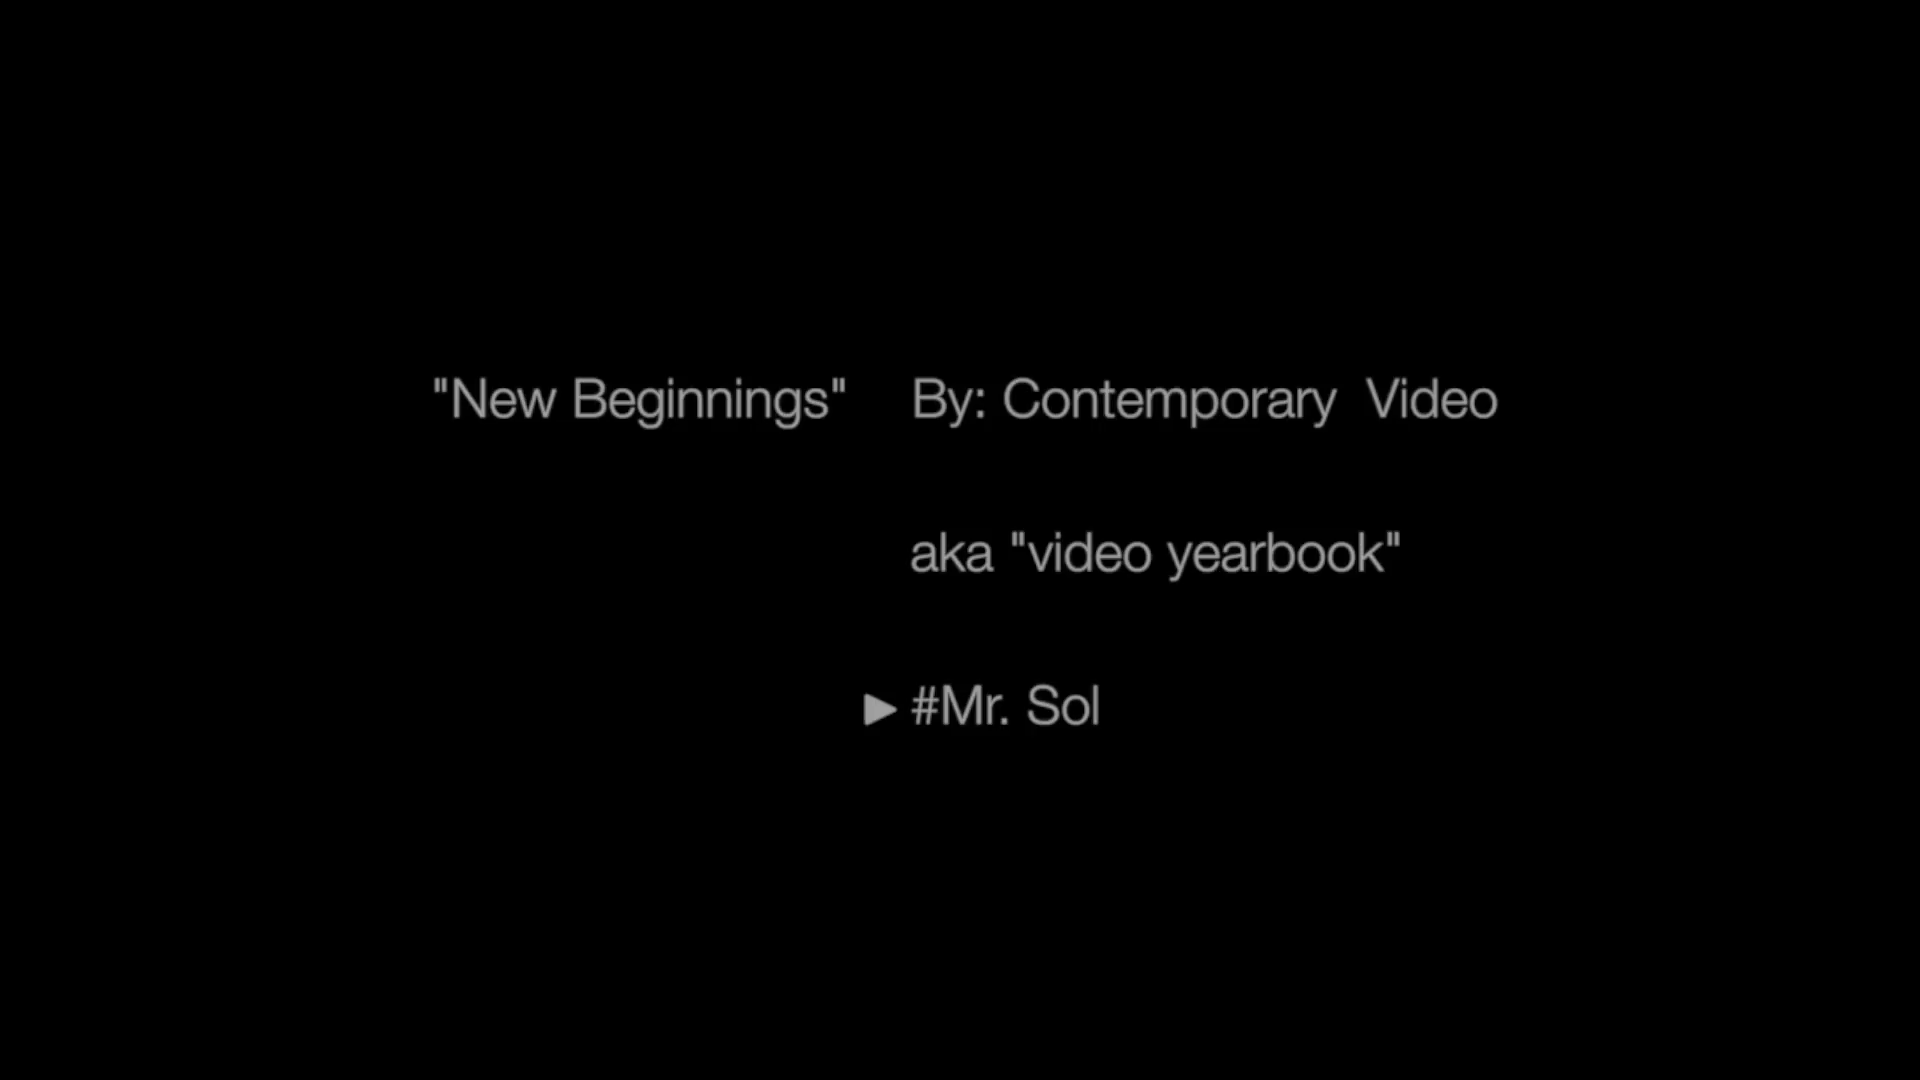 "New Beginnings" By: Contemporary Video
aka "video yearbook"
▶ #Mr. Sol